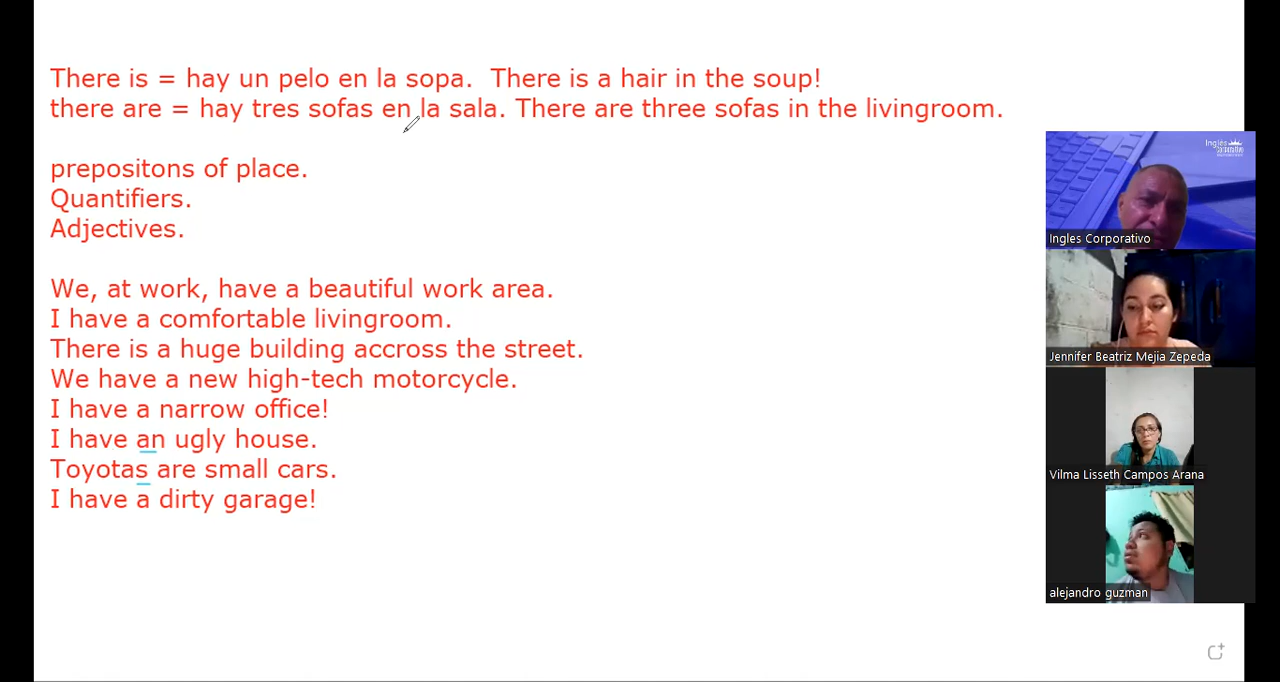 There is = hay un pelo en la sopa.  There is a hair in the soup!
there are = hay tres sofas en la sala. There are three sofas in the livingroom.
prepositons of place.
Quantifiers.
Adjectives.
We, at work, have a beautiful work area.
I have a comfortable livingroom.
There is a huge building accross the street.
We have a new high-tech motorcycle.
I have a narrow office!
I have an ugly house.
Toyotas are small cars.
I have a dirty garage!
Ingles
Ingles Corporativo
Jennifer Beatriz Mejia Zepeda
Vilma Lisseth Campos Arana
alejandro guzman